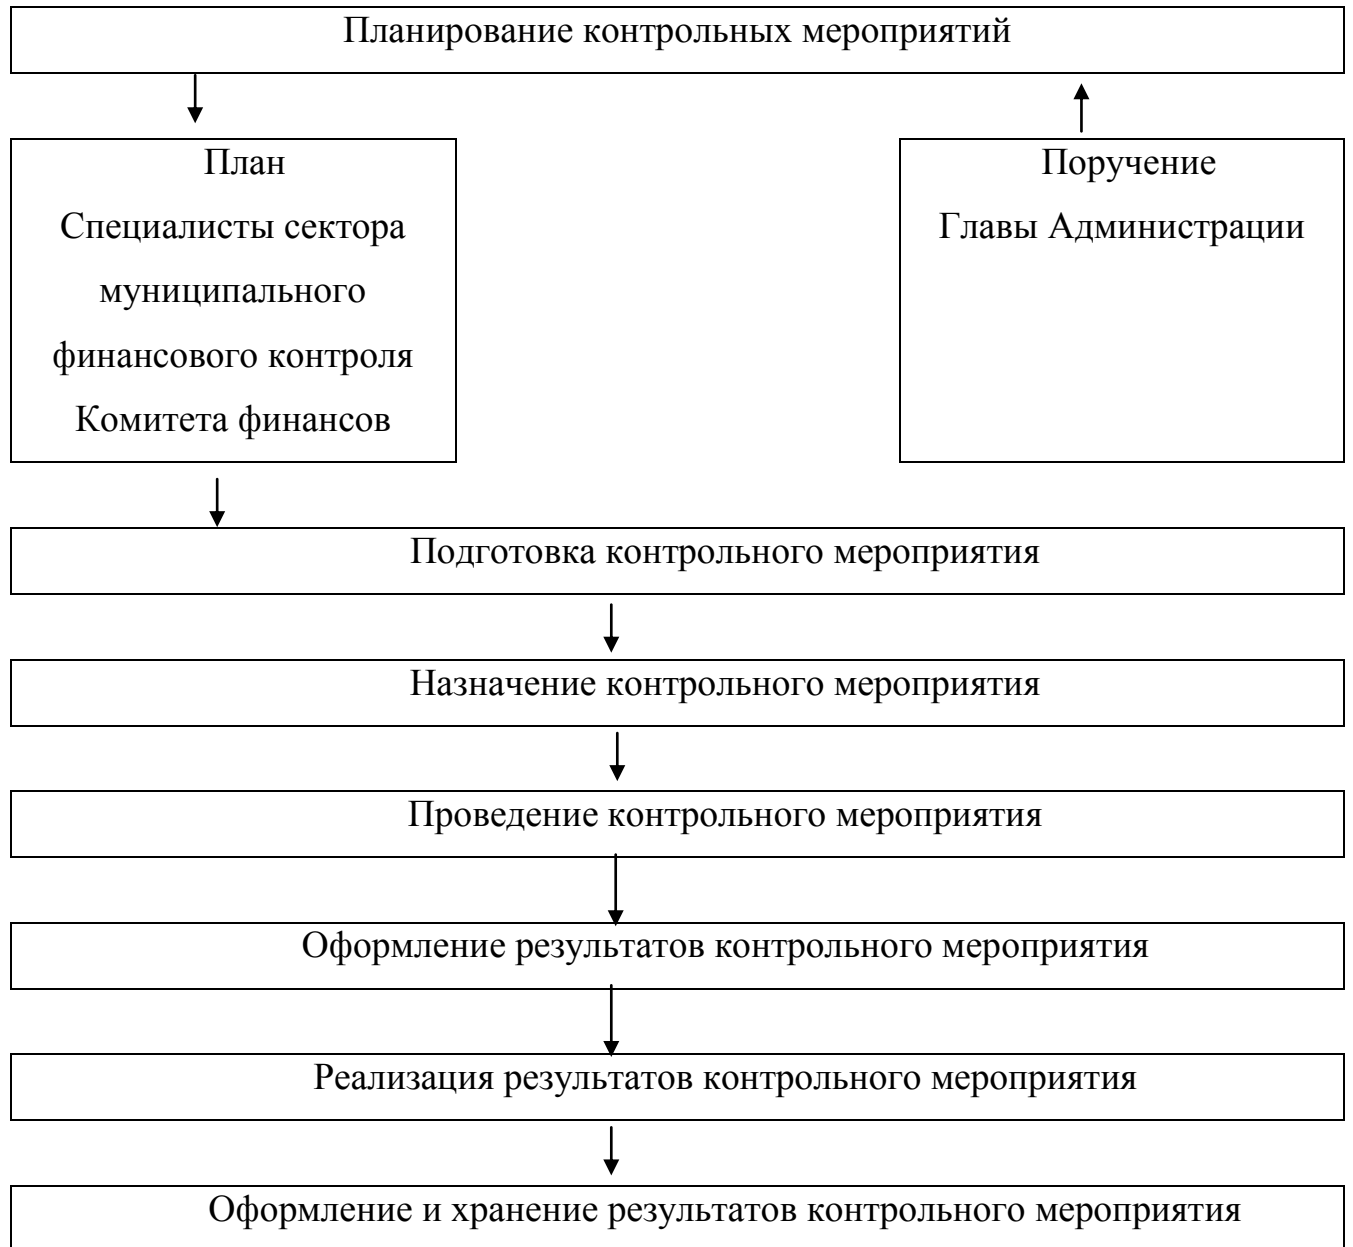 Планирование контрольных мероприятий
План
Специалисты сектора
муниципального
финансового контроля
Комитета финансов
Поручение
Главы Администрации
Подготовка контрольного мероприятия
Назначение контрольного мероприятия
Проведение контрольного мероприятия
Оформление результатов контрольного мероприятия
Реализация результатов контрольного мероприятия
Оформление и хранение результатов контрольного мероприятия